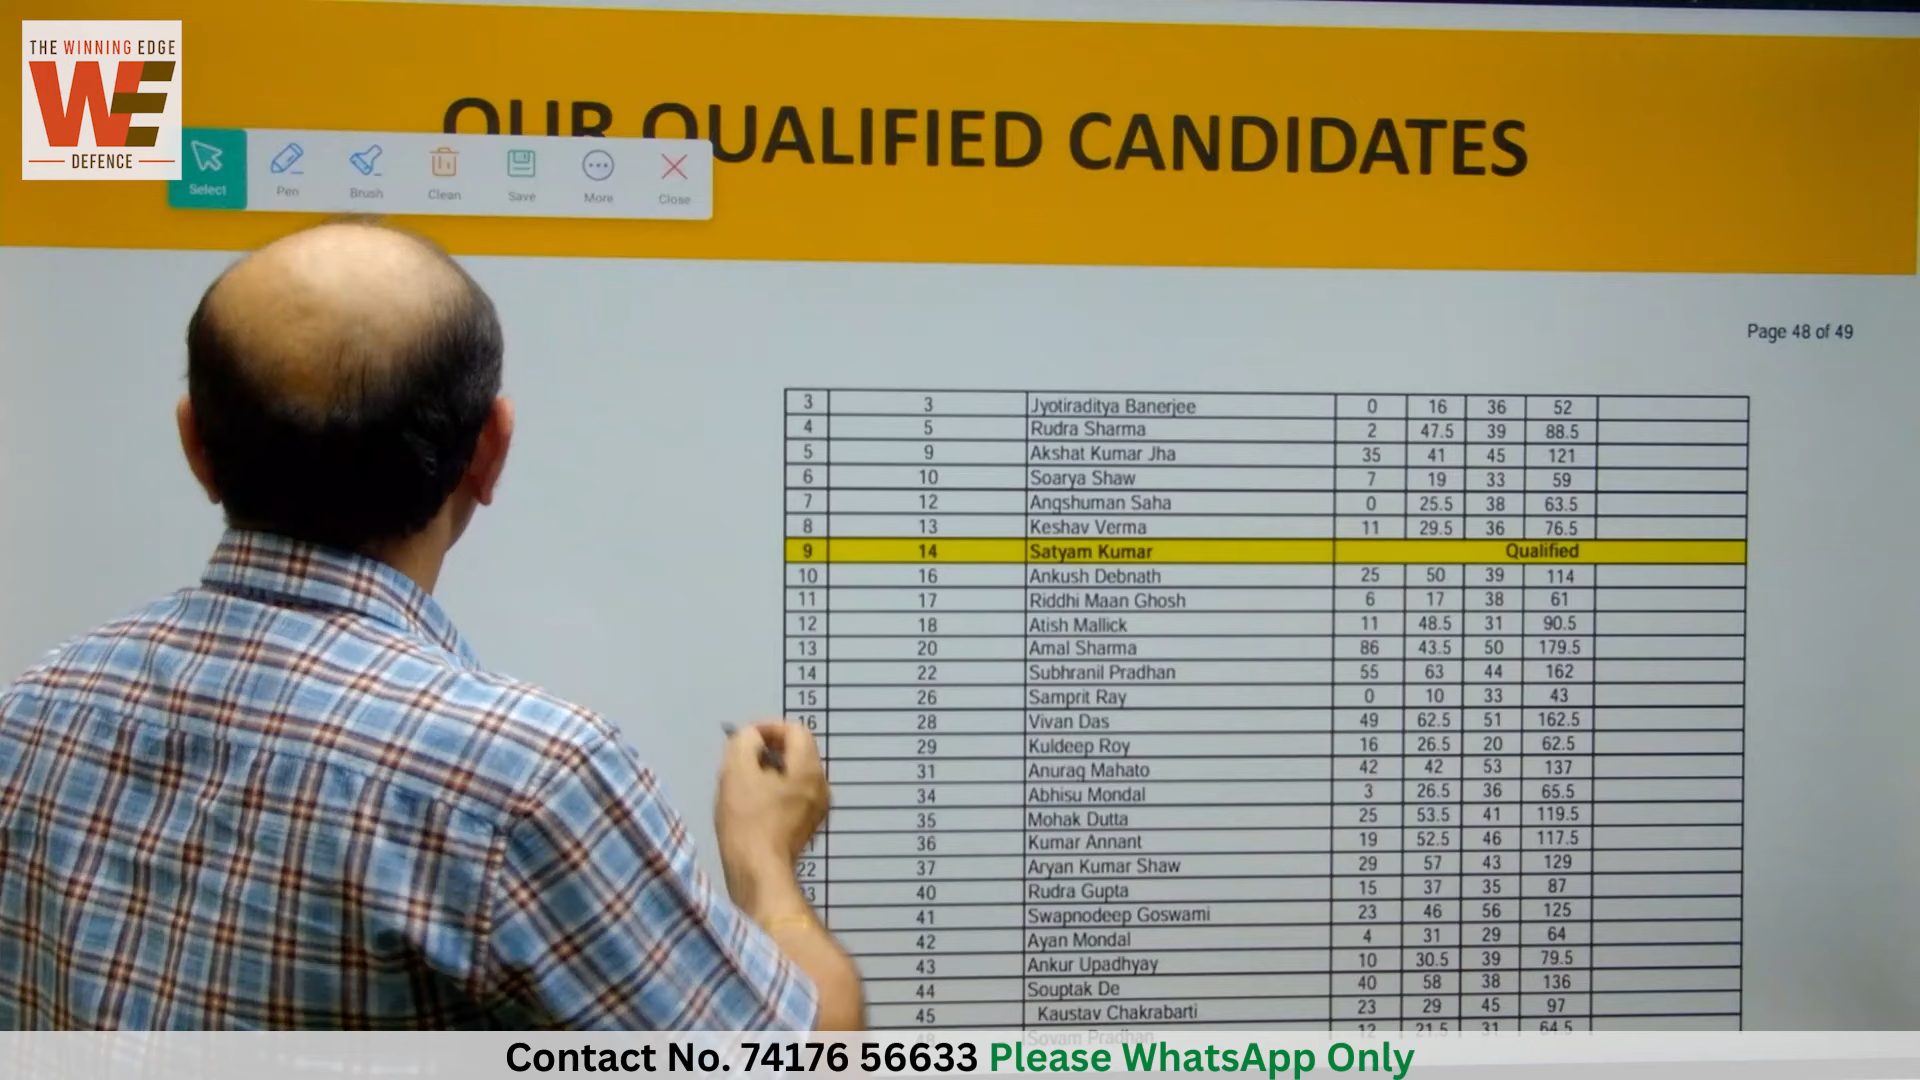 THE WINNING EDGE
WE
DEFENCE
OUR QUALIFIED CANDIDATES
Select Pen Brush Clean Save More Close
Page 48 of 49
3 3 Jyotiraditya Banerjee 0 16 36 52
4 5 Rudra Sharma 2 47.5 39 88.5
5 9 Akshat Kumar Jha 35 41 45 121
6 10 Soarya Shaw 7 19 33 59
7 12 Angshuman Saha 0 25.5 38 63.5
8 13 Keshav Verma 11 29.5 36 76.5
9 14 Satyam Kumar Qualified
10 16 Ankush Debnath 25 50 39 114
11 17 Riddhi Maan Ghosh 6 17 38 61
12 18 Atish Mallick 11 48.5 31 90.5
13 20 Amal Sharma 86 43.5 50 179.5
14 22 Subhranil Pradhan 55 63 44 162
15 26 Samprit Ray 0 10 33 43
16 28 Vivan Das 49 62.5 51 162.5
29 Kuldeep Roy 16 26.5 20 62.5
31 Anurag Mahato 42 42 53 137
34 Abhisu Mondal 3 26.5 36 65.5
35 Mohak Dutta 25 53.5 41 119.5
36 Kumar Annant 19 52.5 46 117.5
22 37 Aryan Kumar Shaw 29 57 43 129
40 Rudra Gupta 15 37 35 87
41 Swapnodeep Goswami 23 46 56 125
42 Ayan Mondal 4 31 29 64
43 Ankur Upadhyay 10 30.5 39 79.5
44 Souptak De 40 58 38 136
45 Kaustav Chakrabarti 23 29 45 97
48 Sovam Pradhan 12 21.5 31 64.5
Contact No. 74176 56633 Please WhatsApp Only